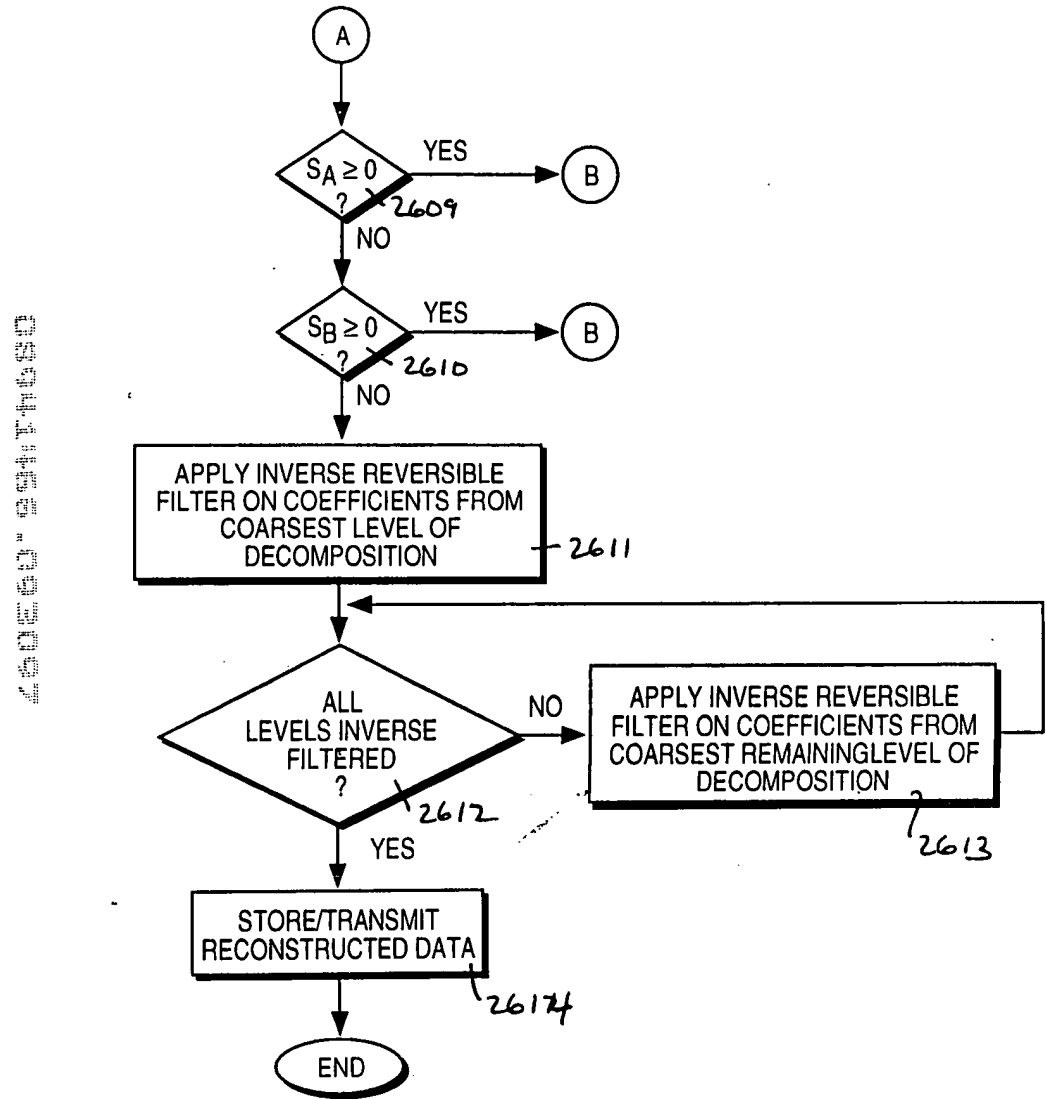 A
S_A ≥ 0
?
2609
YES
B
NO
S_B ≥ 0
?
2610
YES
B
NO
APPLY INVERSE REVERSIBLE
FILTER ON COEFFICIENTS FROM
COARSEST LEVEL OF
DECOMPOSITION
2611
ALL
LEVELS INVERSE
FILTERED
?
2612
NO
APPLY INVERSE REVERSIBLE
FILTER ON COEFFICIENTS FROM
COARSEST REMAININGLEVEL OF
DECOMPOSITION
2613
YES
STORE/TRANSMIT
RECONSTRUCTED DATA
END